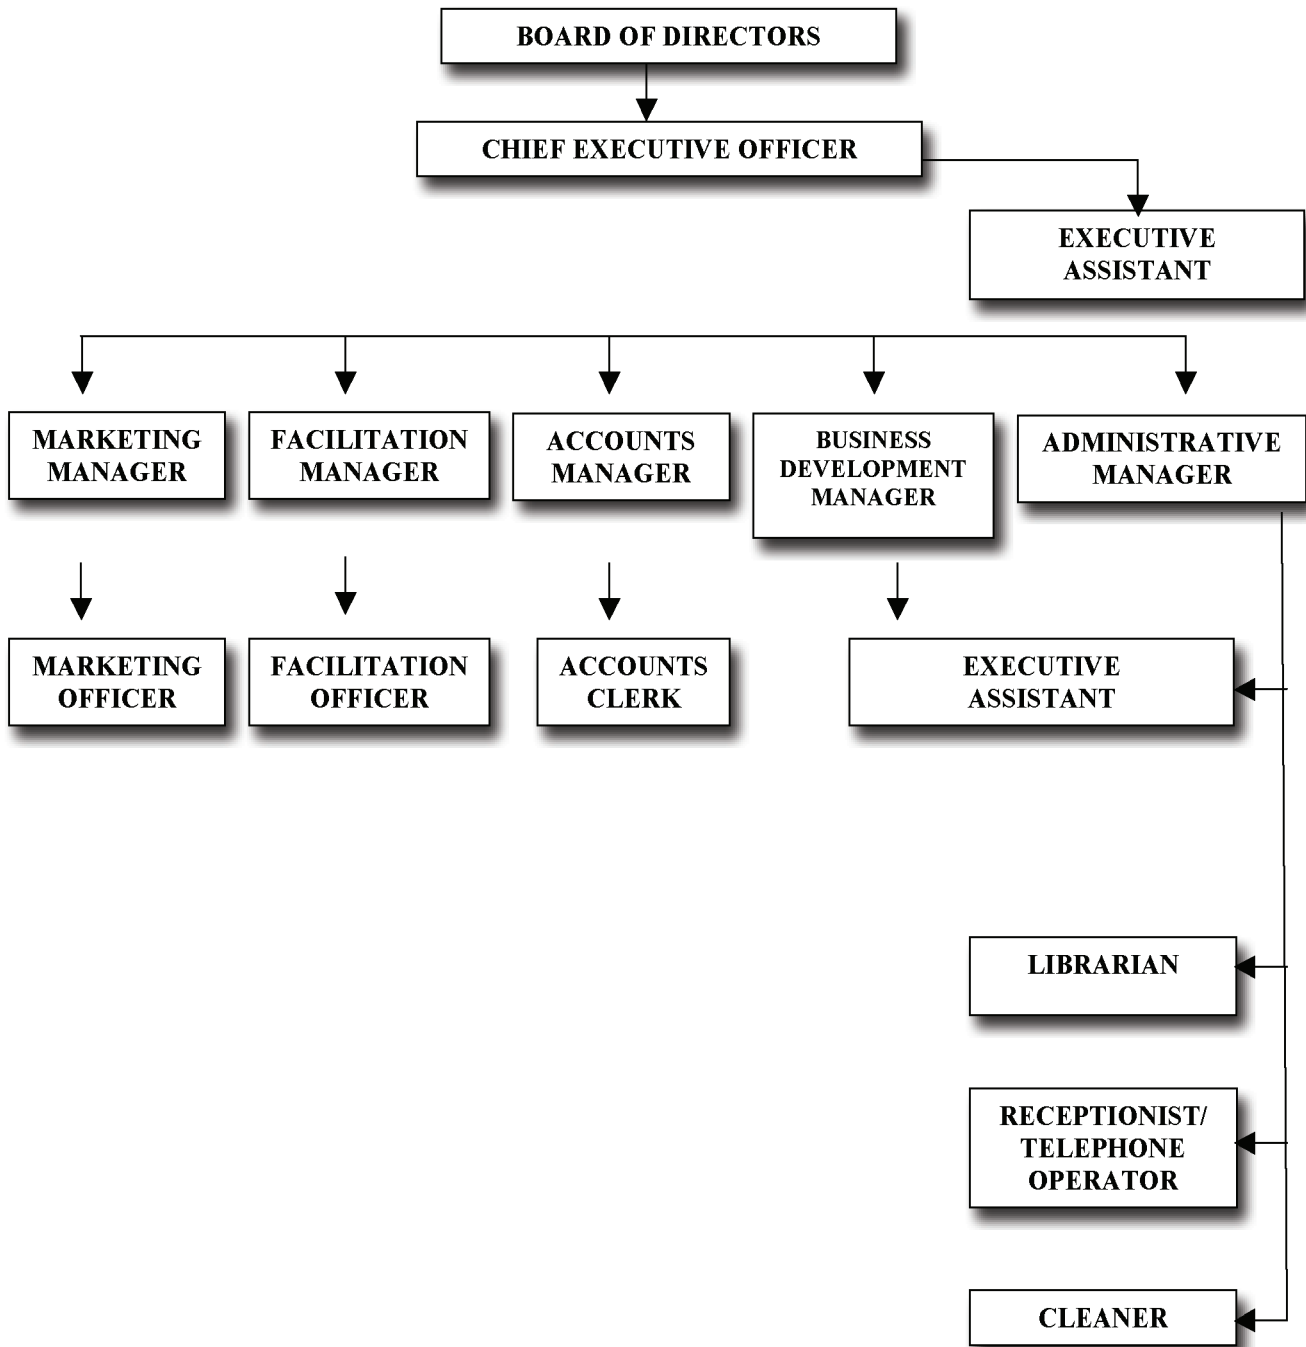 BOARD OF DIRECTORS
CHIEF EXECUTIVE OFFICER
EXECUTIVE
ASSISTANT
MARKETING
MANAGER
FACILITATION
MANAGER
ACCOUNTS
MANAGER
BUSINESS
DEVELOPMENT
MANAGER
ADMINISTRATIVE
MANAGER
MARKETING
OFFICER
FACILITATION
OFFICER
ACCOUNTS
CLERK
EXECUTIVE
ASSISTANT
LIBRARIAN
RECEPTIONIST/
TELEPHONE
OPERATOR
CLEANER